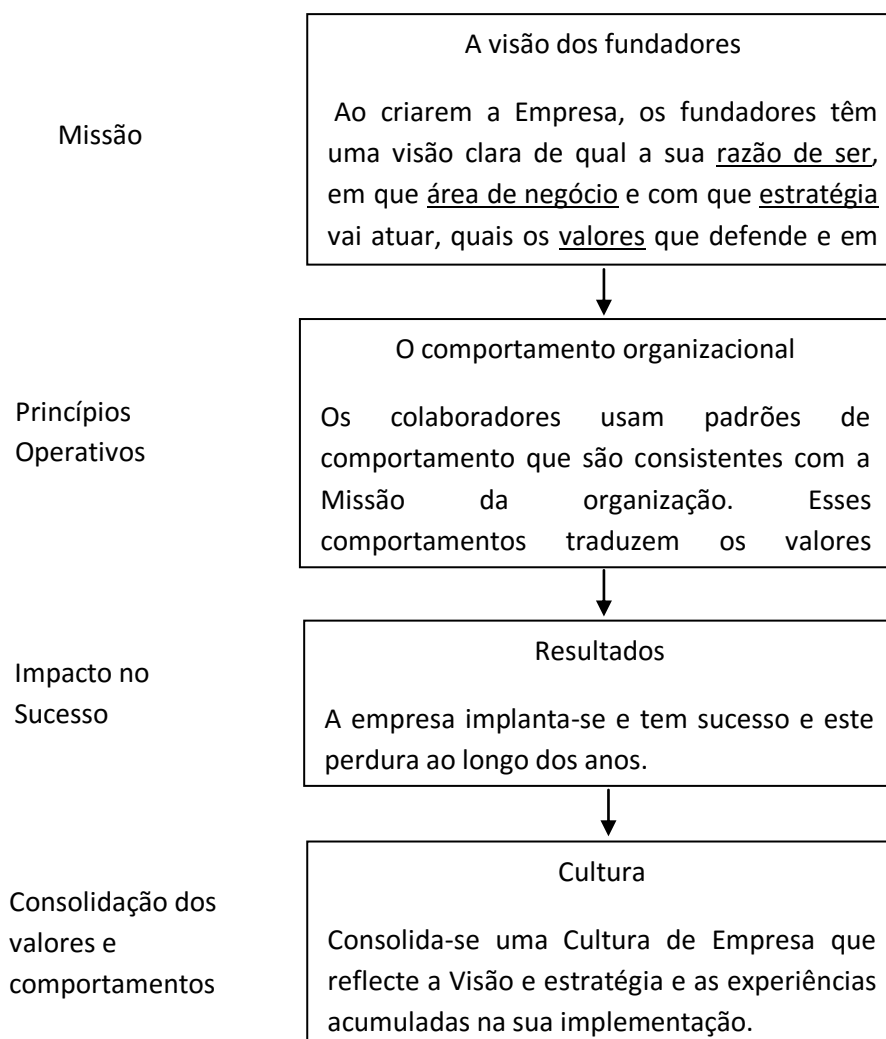 A visão dos fundadores
Missão
Ao criarem a Empresa, os fundadores têm
uma visão clara de qual a sua razão de ser,
em que área de negócio e com que estratégia
vai atuar, quais os valores que defende e em
O comportamento organizacional
Princípios
Operativos
Os colaboradores usam padrões de
comportamento que são consistentes com a
Missão da organização. Esses
comportamentos traduzem os valores
Resultados
Impacto no
Sucesso
A empresa implanta-se e tem sucesso e este
perdura ao longo dos anos.
Cultura
Consolidação dos
valores e
comportamentos
Consolida-se uma Cultura de Empresa que
reflecte a Visão e estratégia e as experiências
acumuladas na sua implementação.